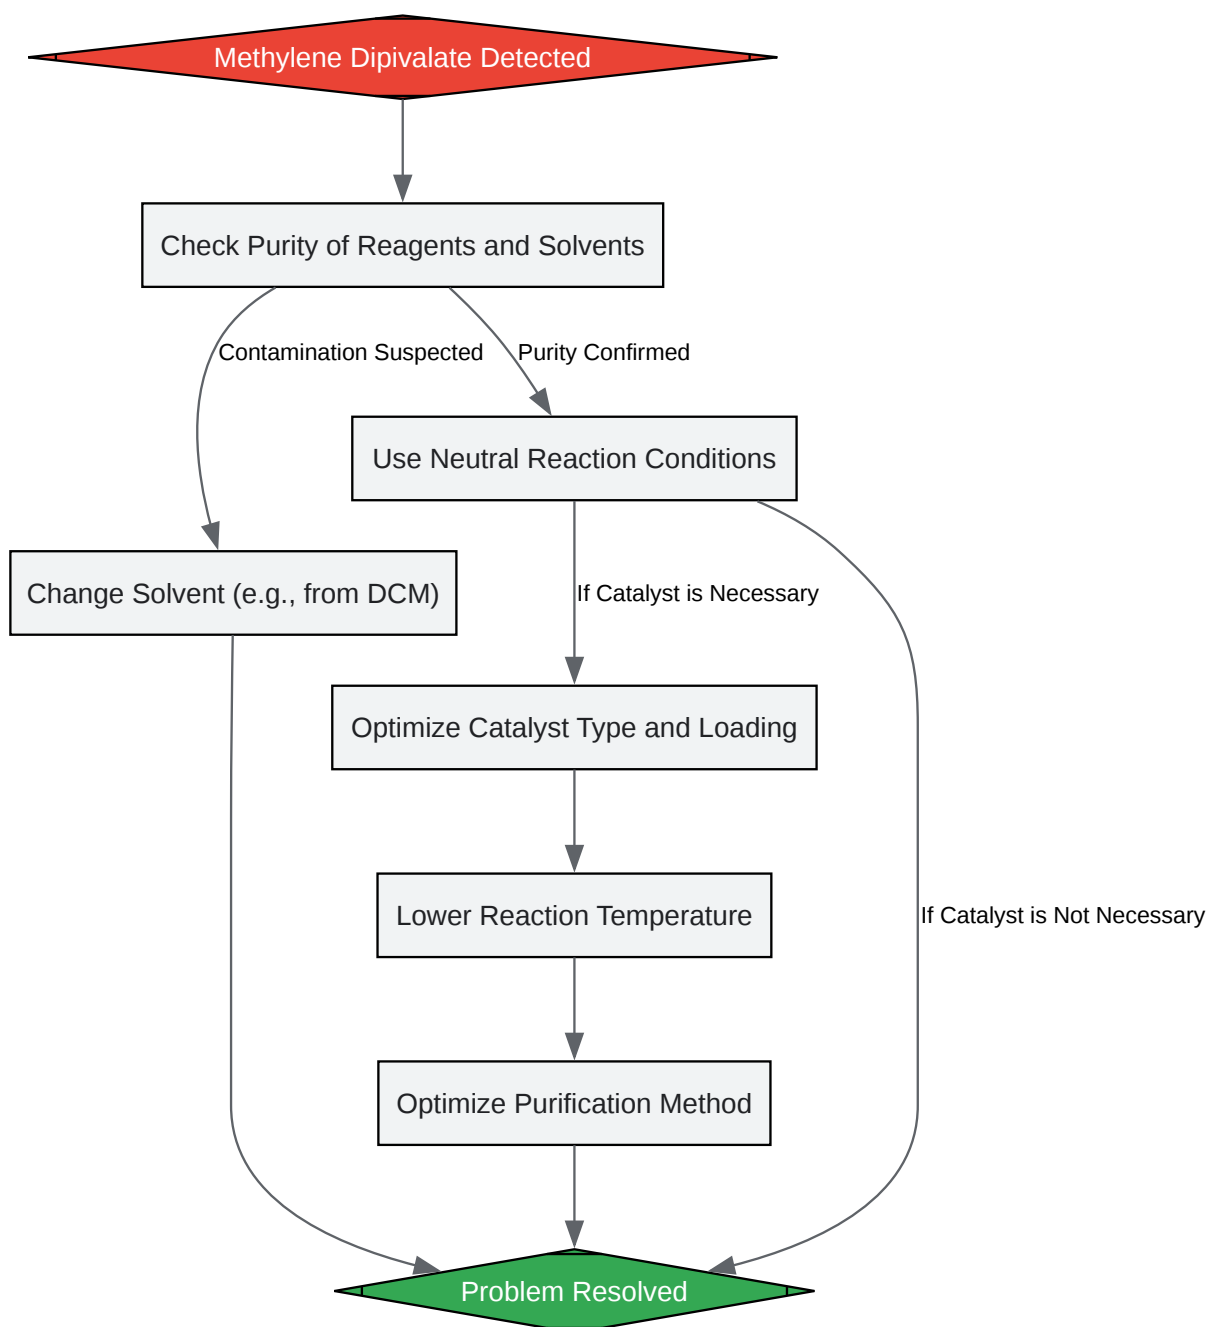 Methylene Dipivalate Detected
Check Purity of Reagents and Solvents
Contamination Suspected
Purity Confirmed
Use Neutral Reaction Conditions
Change Solvent (e.g., from DCM)
If Catalyst is Necessary
Optimize Catalyst Type and Loading
Lower Reaction Temperature
If Catalyst is Not Necessary
Optimize Purification Method
Problem Resolved